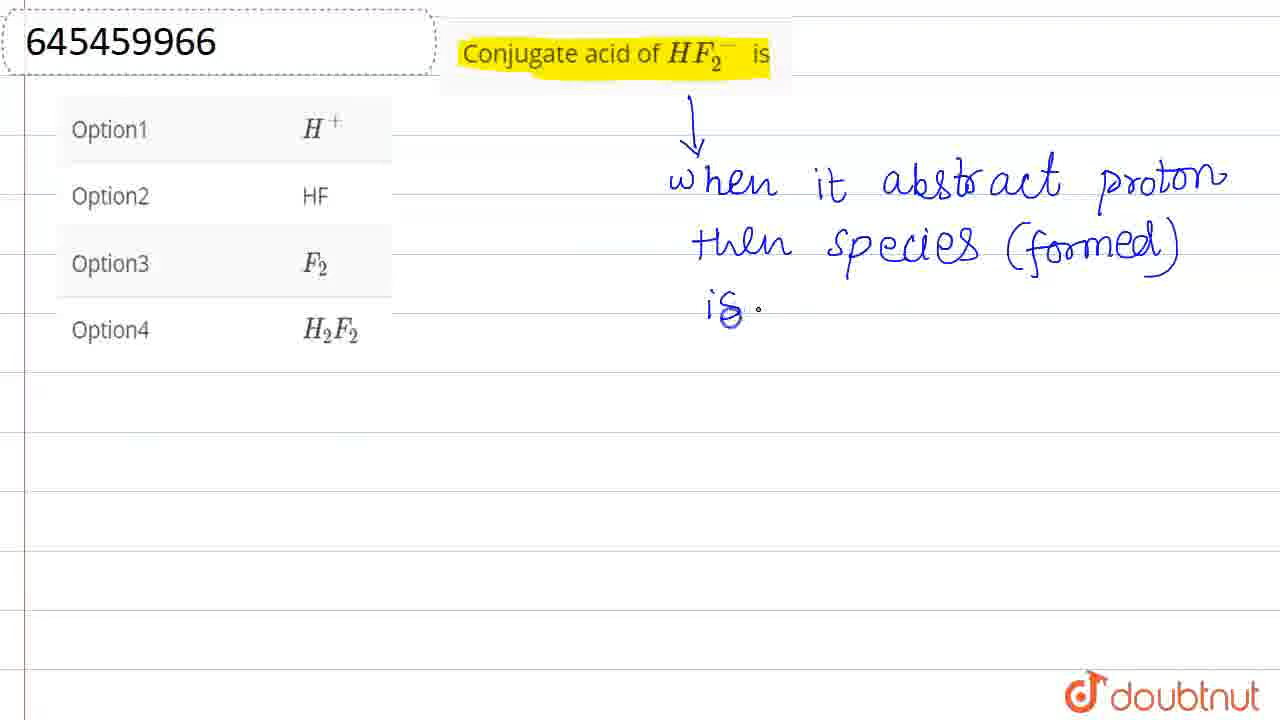 645459966
Conjugate acid of HF₂⁻ is
Option1 H⁺
Option2 HF
Option3 F₂
Option4 H₂F₂
when it abstract proton
then species (formed)
is
doubtnut